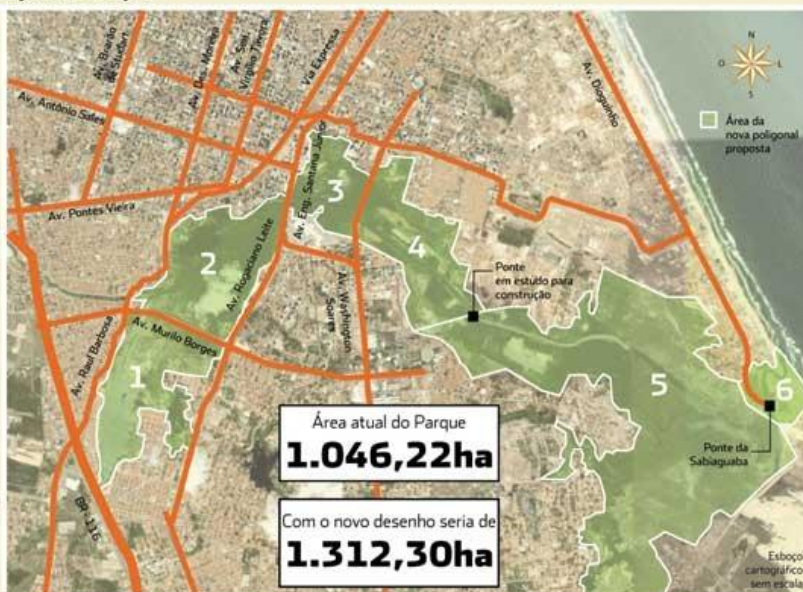 N
O
L
S
Área da
nova poligonal
proposta
Av. Barão
de Studart
Av. Des. Moreira
Av. Sen.
Virgílio Távora
Via Expressa
Av. Dioguinho
Av. Antônio Sales
Av. Pontes Vieira
Av. Eng. Santana Júnior
Av. Rogaciano Leite
Av. Washington
Soares
Av. Murilo Borges
Av. Raul Barbosa
BR-116
1
2
3
4
5
6
Ponte
em estudo para
construção
Ponte da
Sabiaguaba
Área atual do Parque
1.046,22ha
Com o novo desenho seria de
1.312,30ha
Esboço
cartográfico
sem escala